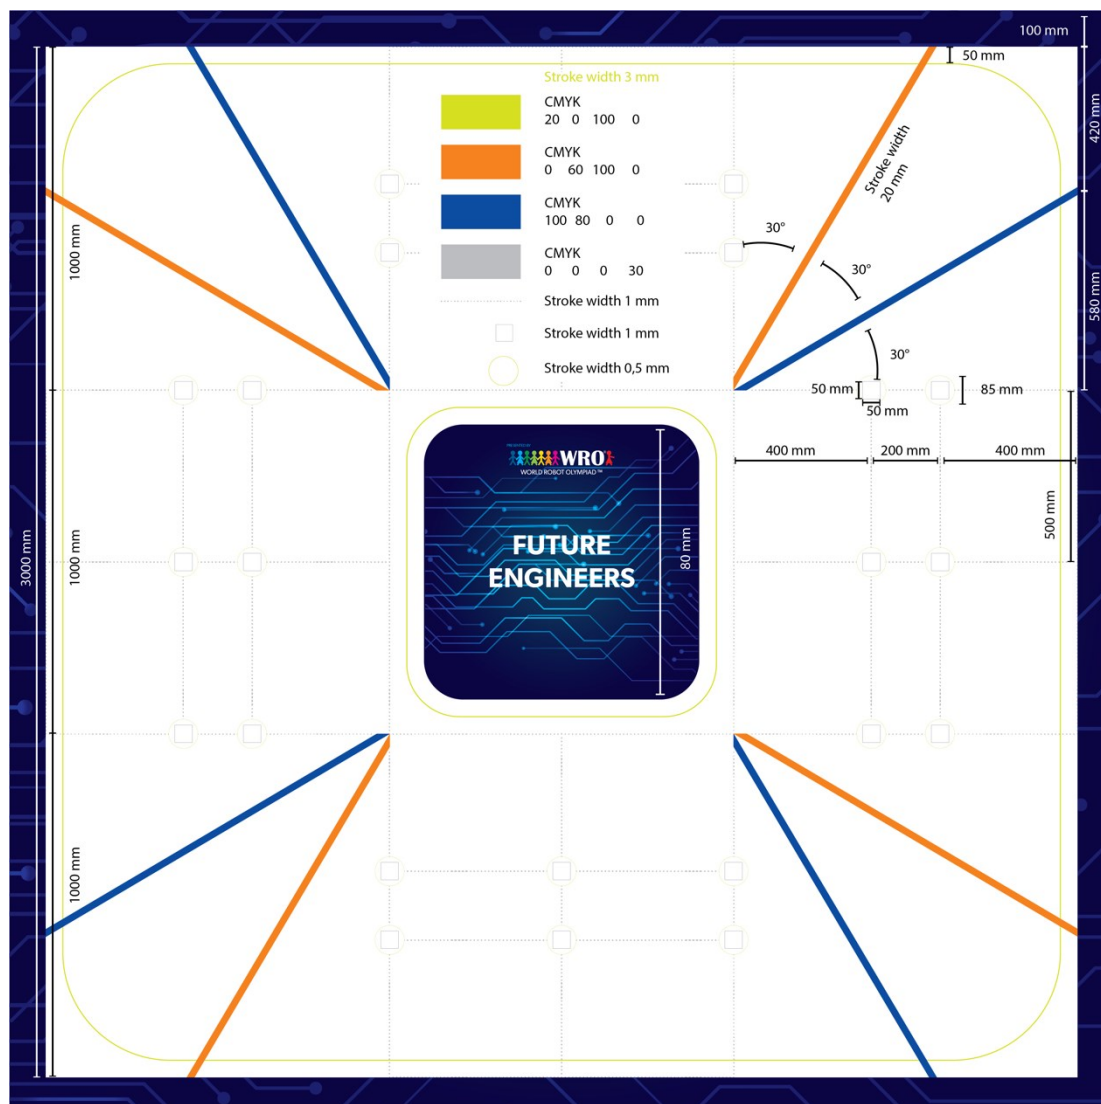 100 mm
50 mm
Stroke width 3 mm
CMYK
20 0 100 0
420 mm
CMYK
0 60 100 0
Stroke width
20 mm
CMYK
100 80 0 0
30°
1000 mm
CMYK
0 0 0 30
30°
580 mm
Stroke width 1 mm
Stroke width 1 mm
30°
Stroke width 0,5 mm
50 mm
85 mm
50 mm
400 mm
200 mm
400 mm
WRO
WORLD ROBOT OLYMPIAD™
500 mm
3000 mm
1000 mm
80 mm
FUTURE
ENGINEERS
1000 mm